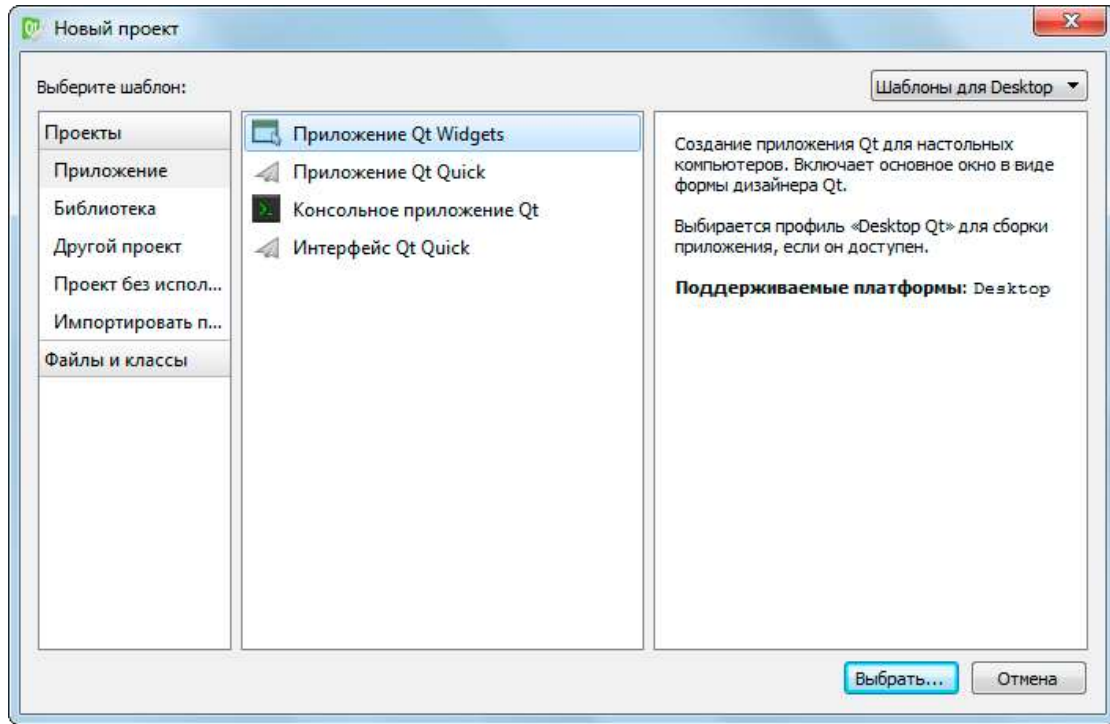 Новый проект
Выберите шаблон:
Шаблоны для Desktop
Проекты
Приложение
Библиотека
Другой проект
Проект без испол...
Импортировать п...
Файлы и классы
Приложение Qt Widgets
Приложение Qt Quick
Консольное приложение Qt
Интерфейс Qt Quick
Создание приложения Qt для настольных
компьютеров. Включает основное окно в виде
формы дизайнера Qt.
Выбирается профиль «Desktop Qt» для сборки
приложения, если он доступен.
Поддерживаемые платформы: Desktop
Выбрать...
Отмена